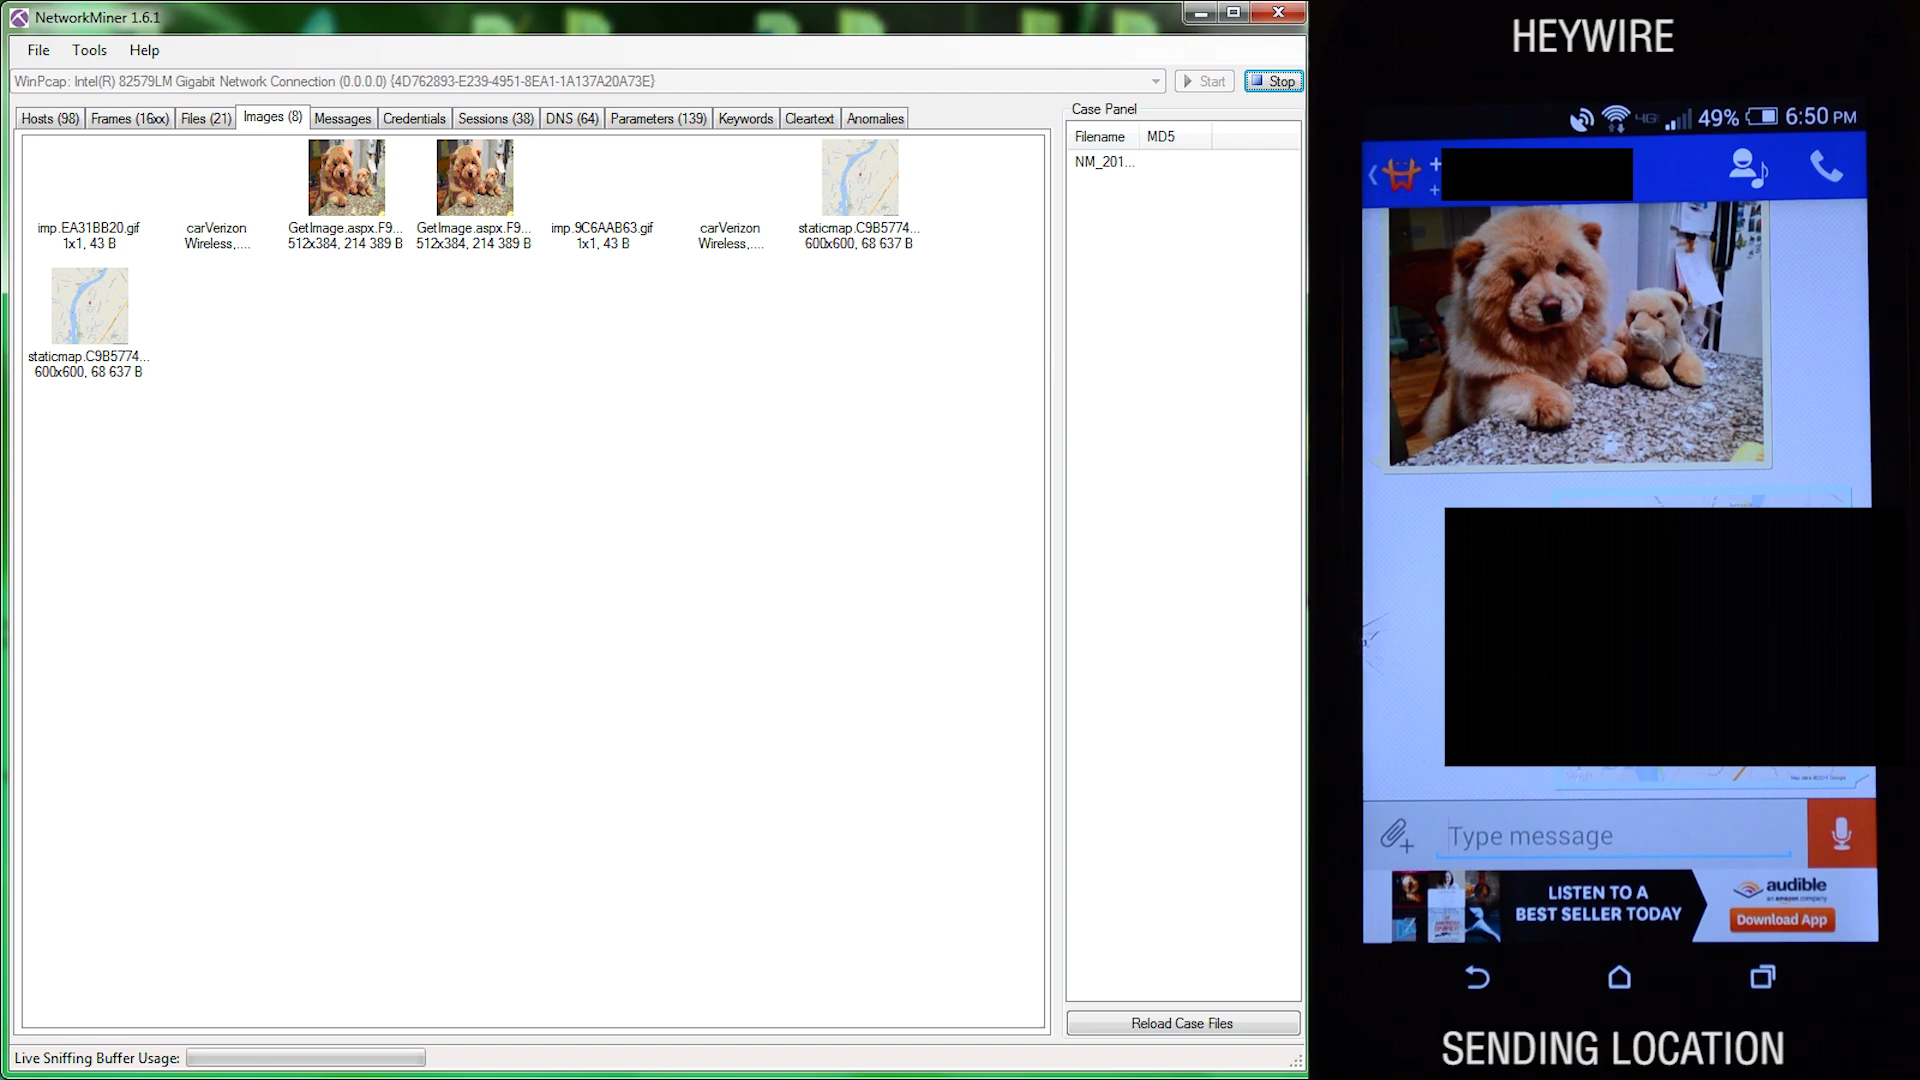 NetworkMiner 1.6.1
File Tools Help
WinPcap: Intel(R) 82579LM Gigabit Network Connection (0.0.0.0) {4D762893-E239-4951-8EA1-1A137A20A73E}
Start
Stop
Hosts (98) Frames (16xx) Files (21) Images (8) Messages Credentials Sessions (38) DNS (64) Parameters (139) Keywords Cleartext Anomalies
imp.EA31BB20.gif
1x1, 43 B
carVerizon
Wireless,....
GetImage.aspx.F9...
512x384, 214 389 B
GetImage.aspx.F9...
512x384, 214 389 B
imp.9C6AAB63.gif
1x1, 43 B
carVerizon
Wireless,....
staticmap.C9B5774...
600x600, 68 637 B
staticmap.C9B5774...
600x600, 68 637 B
Case Panel
Filename MD5
NM_201...
Reload Case Files
Live Sniffing Buffer Usage:
HEYWIRE
4G 49% 6:50 PM
+
+
Type message
LISTEN TO A
BEST SELLER TODAY
audible
an amazon company
Download App
SENDING LOCATION